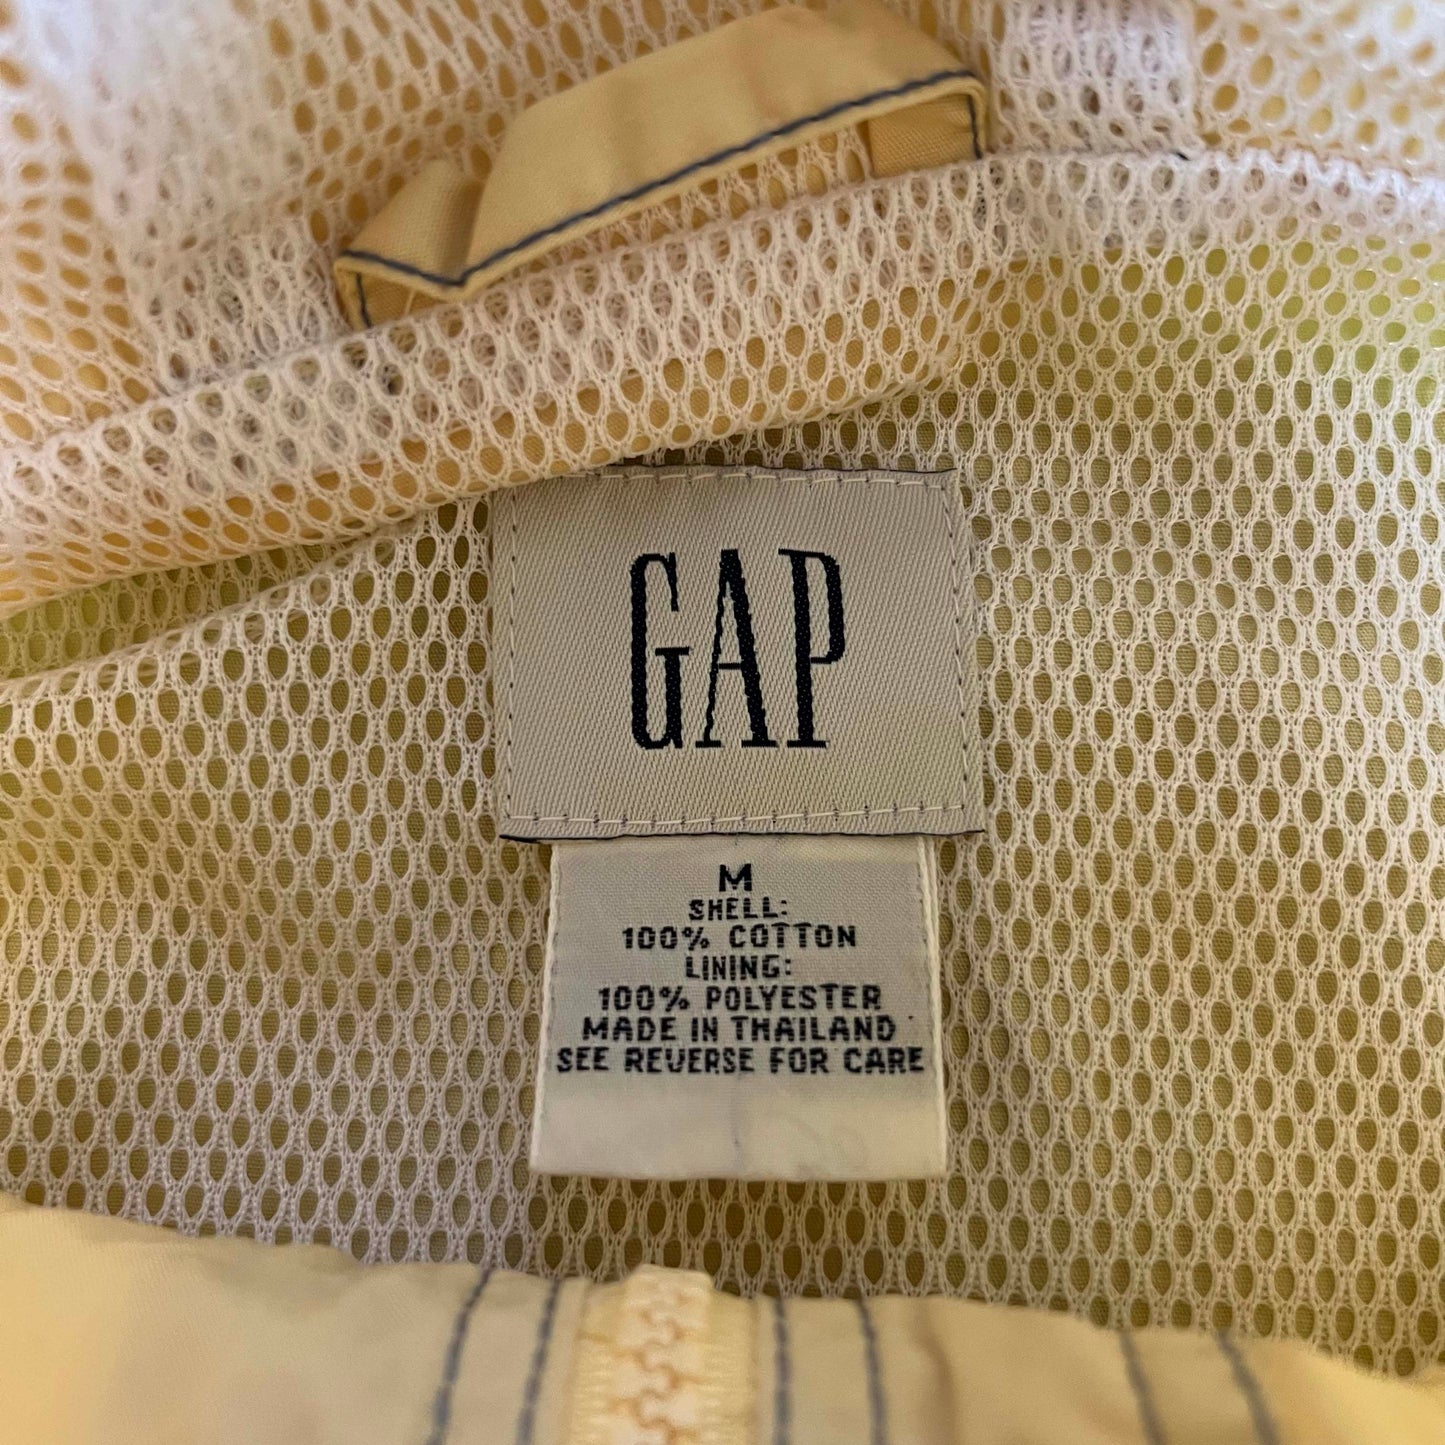 GAP
M
SHELL:
100% COTTON
LINING:
100% POLYESTER
MADE IN THAILAND
SEE REVERSE FOR CARE